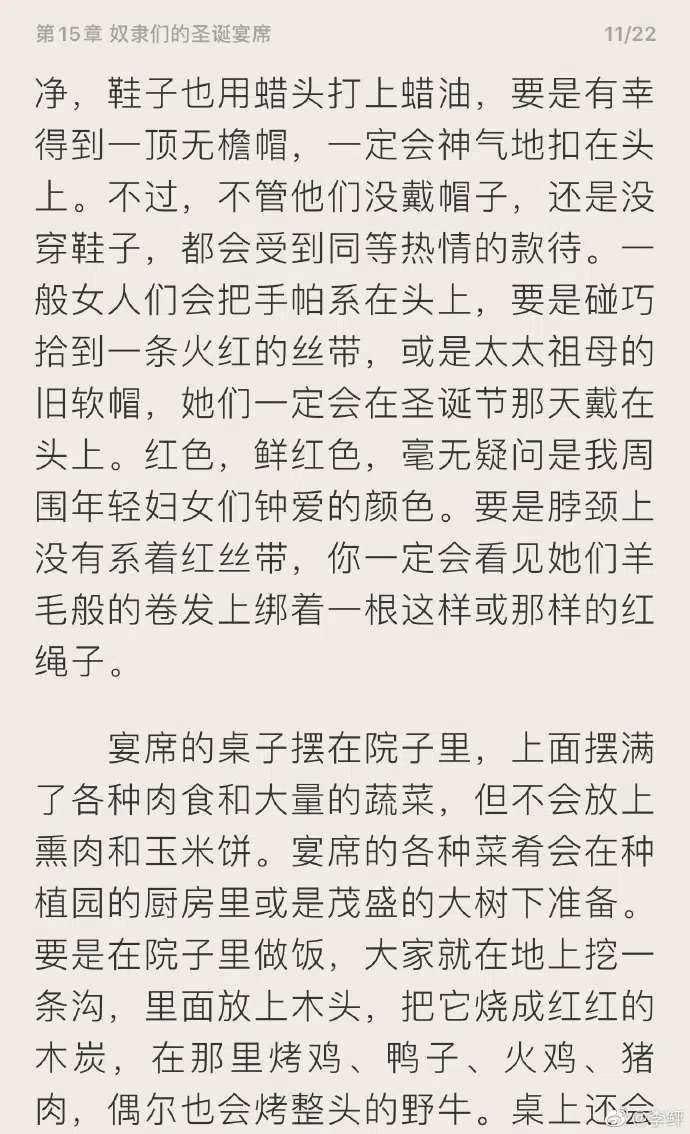 第15章 奴隶们的圣诞宴席
11/22
净，鞋子也用蜡头打上蜡油，要是有幸
得到一顶无檐帽，一定会神气地扣在头
上。不过，不管他们没戴帽子，还是没
穿鞋子，都会受到同等热情的款待。一
般女人们会把手帕系在头上，要是碰巧
拾到一条火红的丝带，或是太太祖母的
旧软帽，她们一定会在圣诞节那天戴在
头上。红色，鲜红色，毫无疑问是我周
围年轻妇女们钟爱的颜色。要是脖颈上
没有系着红丝带，你一定会看见她们羊
毛般的卷发上绑着一根这样或那样的红
绳子。
宴席的桌子摆在院子里，上面摆满
了各种肉食和大量的蔬菜，但不会放上
熏肉和玉米饼。宴席的各种菜肴会在种
植园的厨房里或是茂盛的大树下准备。
要是在院子里做饭，大家就在地上挖一
条沟，里面放上木头，把它烧成红红的
木炭，在那里烤鸡、鸭子、火鸡、猪
肉，偶尔也会烤整头的野牛。桌上还会